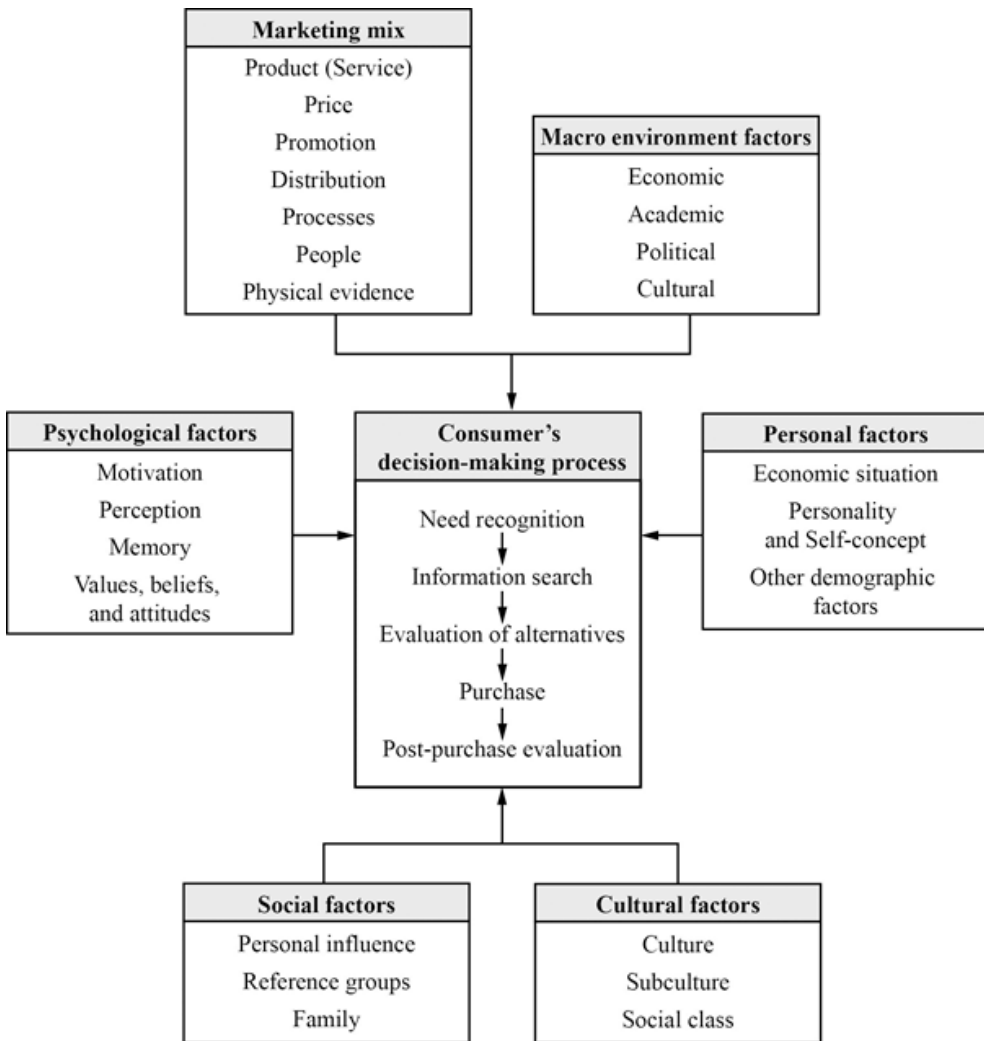 Marketing mix
Product (Service)
Price
Promotion
Distribution
Processes
People
Physical evidence
Macro environment factors
Economic
Academic
Political
Cultural
Psychological factors
Motivation
Perception
Memory
Values, beliefs,
and attitudes
Consumer’s
decision-making process
Need recognition
Information search
Evaluation of alternatives
Purchase
Post-purchase evaluation
Personal factors
Economic situation
Personality
and Self-concept
Other demographic
factors
Social factors
Personal influence
Reference groups
Family
Cultural factors
Culture
Subculture
Social class